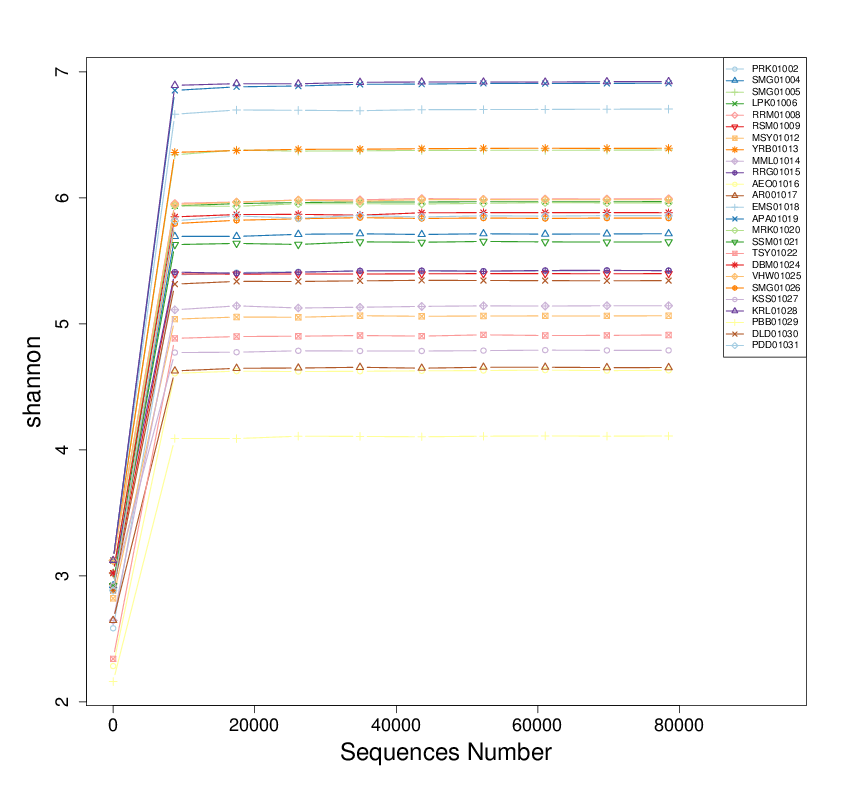 shannon
7
6
5
4
3
2
0
20000
40000
60000
80000
Sequences Number
PRK01002
SMG01004
SMG01005
LPK01006
RRM01008
RSM01009
MSY01012
YRB01013
MML01014
RRG01015
AEO01016
AR001017
EMS01018
APA01019
MRK01020
SSM01021
TSY01022
DBM01024
VHW01025
SMG01026
KSS01027
KRL01028
PBB01029
DLD01030
PDD01031